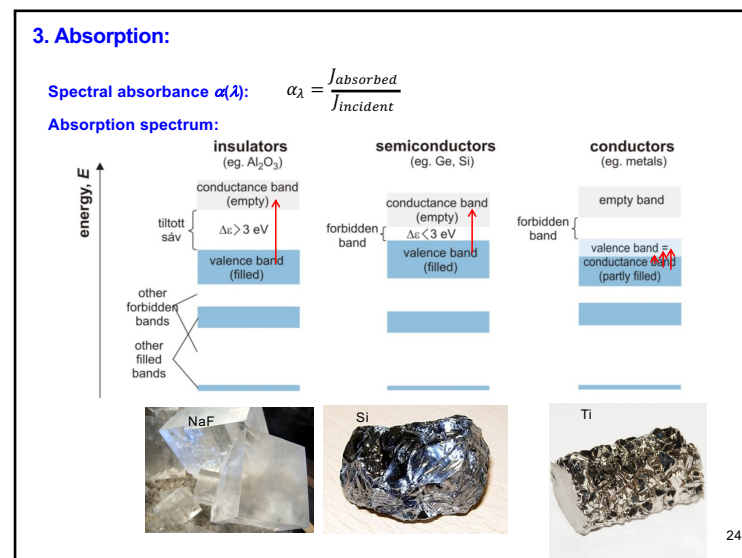 3. Absorption:
Spectral absorbance α(λ): α_λ = J_absorbed / J_incident
Absorption spectrum:
energy, E
insulators
(eg. Al₂O₃)
conductance band
(empty)
tiltott
sáv
Δε>3 eV
valence band
(filled)
other
forbidden
bands
other
filled
bands
semiconductors
(eg. Ge, Si)
conductance band
(empty)
forbidden
band
Δε<3 eV
valence band
(filled)
conductors
(eg. metals)
empty band
forbidden
band
valence band =
conductance band
(partly filled)
NaF
Si
Ti
24